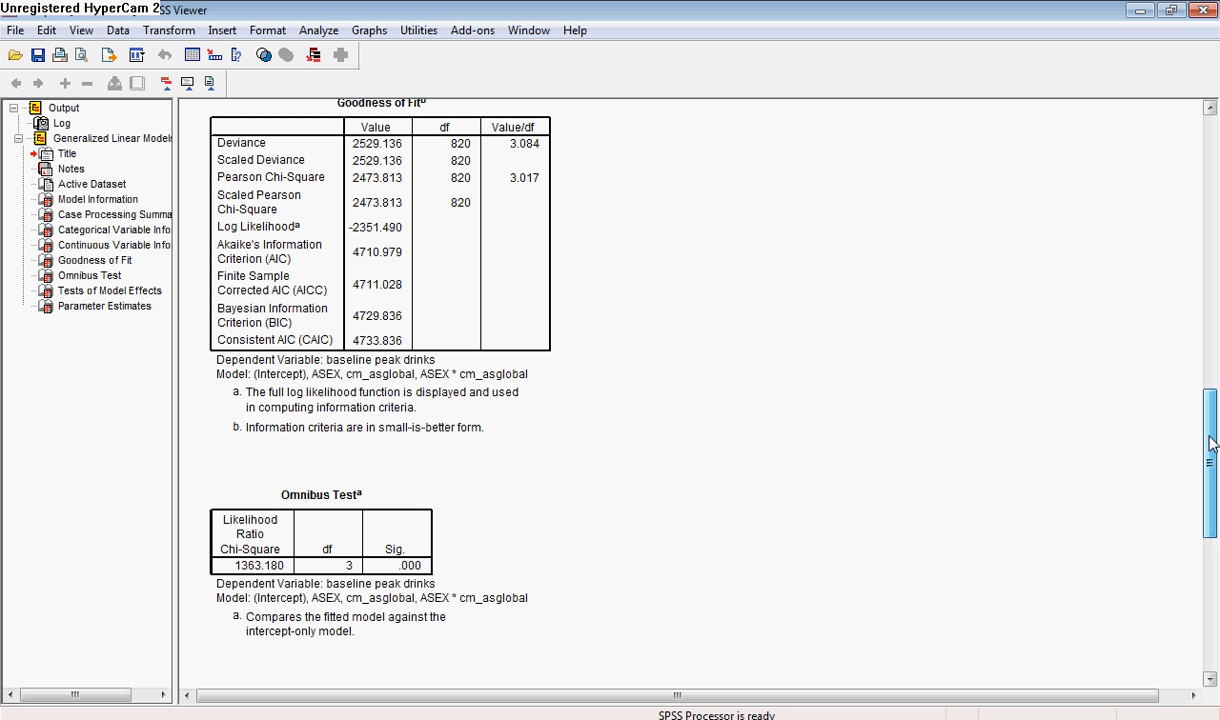 Unregistered HyperCam 2
SS Viewer
File Edit View Data Transform Insert Format Analyze Graphs Utilities Add-ons Window Help
Output
Log
Generalized Linear Models
Title
Notes
Active Dataset
Model Information
Case Processing Summa
Categorical Variable Info
Continuous Variable Info
Goodness of Fit
Omnibus Test
Tests of Model Effects
Parameter Estimates
Goodness of Fitb
Value df Value/df
Deviance 2529.136 820 3.084
Scaled Deviance 2529.136 820
Pearson Chi-Square 2473.813 820 3.017
Scaled Pearson
Chi-Square 2473.813 820
Log Likelihooda -2351.490
Akaike's Information
Criterion (AIC) 4710.979
Finite Sample
Corrected AIC (AICC) 4711.028
Bayesian Information
Criterion (BIC) 4729.836
Consistent AIC (CAIC) 4733.836
Dependent Variable: baseline peak drinks
Model: (Intercept), ASEX, cm_asglobal, ASEX * cm_asglobal
a. The full log likelihood function is displayed and used
in computing information criteria.
b. Information criteria are in small-is-better form.
Omnibus Testa
Likelihood
Ratio
Chi-Square df Sig.
1363.180 3 .000
Dependent Variable: baseline peak drinks
Model: (Intercept), ASEX, cm_asglobal, ASEX * cm_asglobal
a. Compares the fitted model against the
intercept-only model.
SPSS Processor is ready